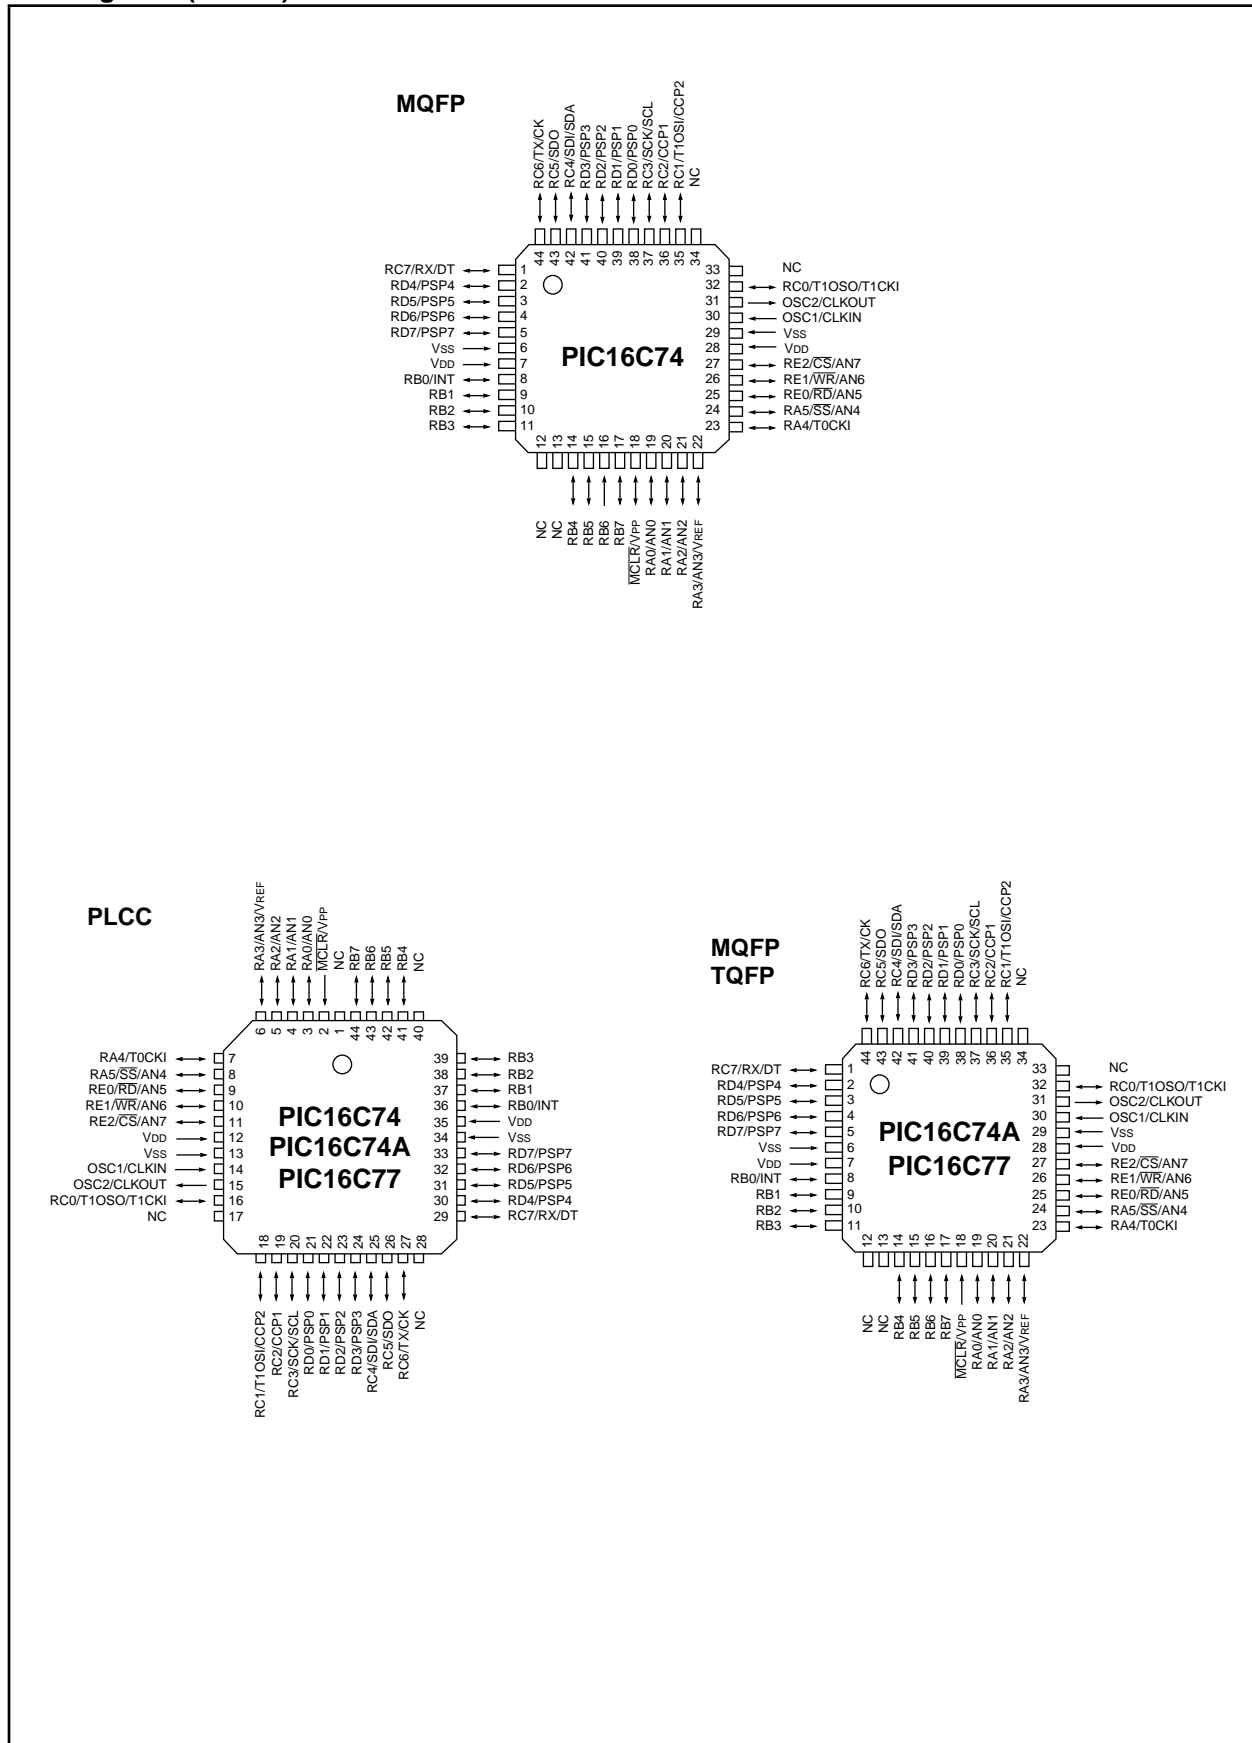 MQFP
RC6/TX/CK
RC5/SDO
RC4/SDI/SDA
RD3/PSP3
RD2/PSP2
RD1/PSP1
RD0/PSP0
RC3/SCK/SCL
RC2/CCP1
RC1/T1OSI/CCP2
NC
44 43 42 41 40 39 38 37 36 35 34
RC7/RX/DT 1
RD4/PSP4 2
RD5/PSP5 3
RD6/PSP6 4
RD7/PSP7 5
VSS 6
VDD 7
RB0/INT 8
RB1 9
RB2 10
RB3 11
PIC16C74
33 NC
32 RC0/T1OSO/T1CKI
31 OSC2/CLKOUT
30 OSC1/CLKIN
29 VSS
28 VDD
27 RE2/CS/AN7
26 RE1/WR/AN6
25 RE0/RD/AN5
24 RA5/SS/AN4
23 RA4/T0CKI
12 13 14 15 16 17 18 19 20 21 22
NC
NC
RB4
RB5
RB6
RB7
MCLR/VPP
RA0/AN0
RA1/AN1
RA2/AN2
RA3/AN3/VREF
PLCC
RA3/AN3/VREF
RA2/AN2
RA1/AN1
RA0/AN0
MCLR/VPP
NC
RB7
RB6
RB5
RB4
NC
6 5 4 3 2 1 44 43 42 41 40
RA4/T0CKI 7
RA5/SS/AN4 8
RE0/RD/AN5 9
RE1/WR/AN6 10
RE2/CS/AN7 11
VDD 12
VSS 13
OSC1/CLKIN 14
OSC2/CLKOUT 15
RC0/T1OSO/T1CKI 16
NC 17
PIC16C74
PIC16C74A
PIC16C77
39 RB3
38 RB2
37 RB1
36 RB0/INT
35 VDD
34 VSS
33 RD7/PSP7
32 RD6/PSP6
31 RD5/PSP5
30 RD4/PSP4
29 RC7/RX/DT
18 19 20 21 22 23 24 25 26 27 28
RC1/T1OSI/CCP2
RC2/CCP1
RC3/SCK/SCL
RD0/PSP0
RD1/PSP1
RD2/PSP2
RD3/PSP3
RC4/SDI/SDA
RC5/SDO
RC6/TX/CK
NC
MQFP
TQFP
RC6/TX/CK
RC5/SDO
RC4/SDI/SDA
RD3/PSP3
RD2/PSP2
RD1/PSP1
RD0/PSP0
RC3/SCK/SCL
RC2/CCP1
RC1/T1OSI/CCP2
NC
44 43 42 41 40 39 38 37 36 35 34
RC7/RX/DT 1
RD4/PSP4 2
RD5/PSP5 3
RD6/PSP6 4
RD7/PSP7 5
VSS 6
VDD 7
RB0/INT 8
RB1 9
RB2 10
RB3 11
PIC16C74A
PIC16C77
33 NC
32 RC0/T1OSO/T1CKI
31 OSC2/CLKOUT
30 OSC1/CLKIN
29 VSS
28 VDD
27 RE2/CS/AN7
26 RE1/WR/AN6
25 RE0/RD/AN5
24 RA5/SS/AN4
23 RA4/T0CKI
12 13 14 15 16 17 18 19 20 21 22
NC
NC
RB4
RB5
RB6
RB7
MCLR/VPP
RA0/AN0
RA1/AN1
RA2/AN2
RA3/AN3/VREF